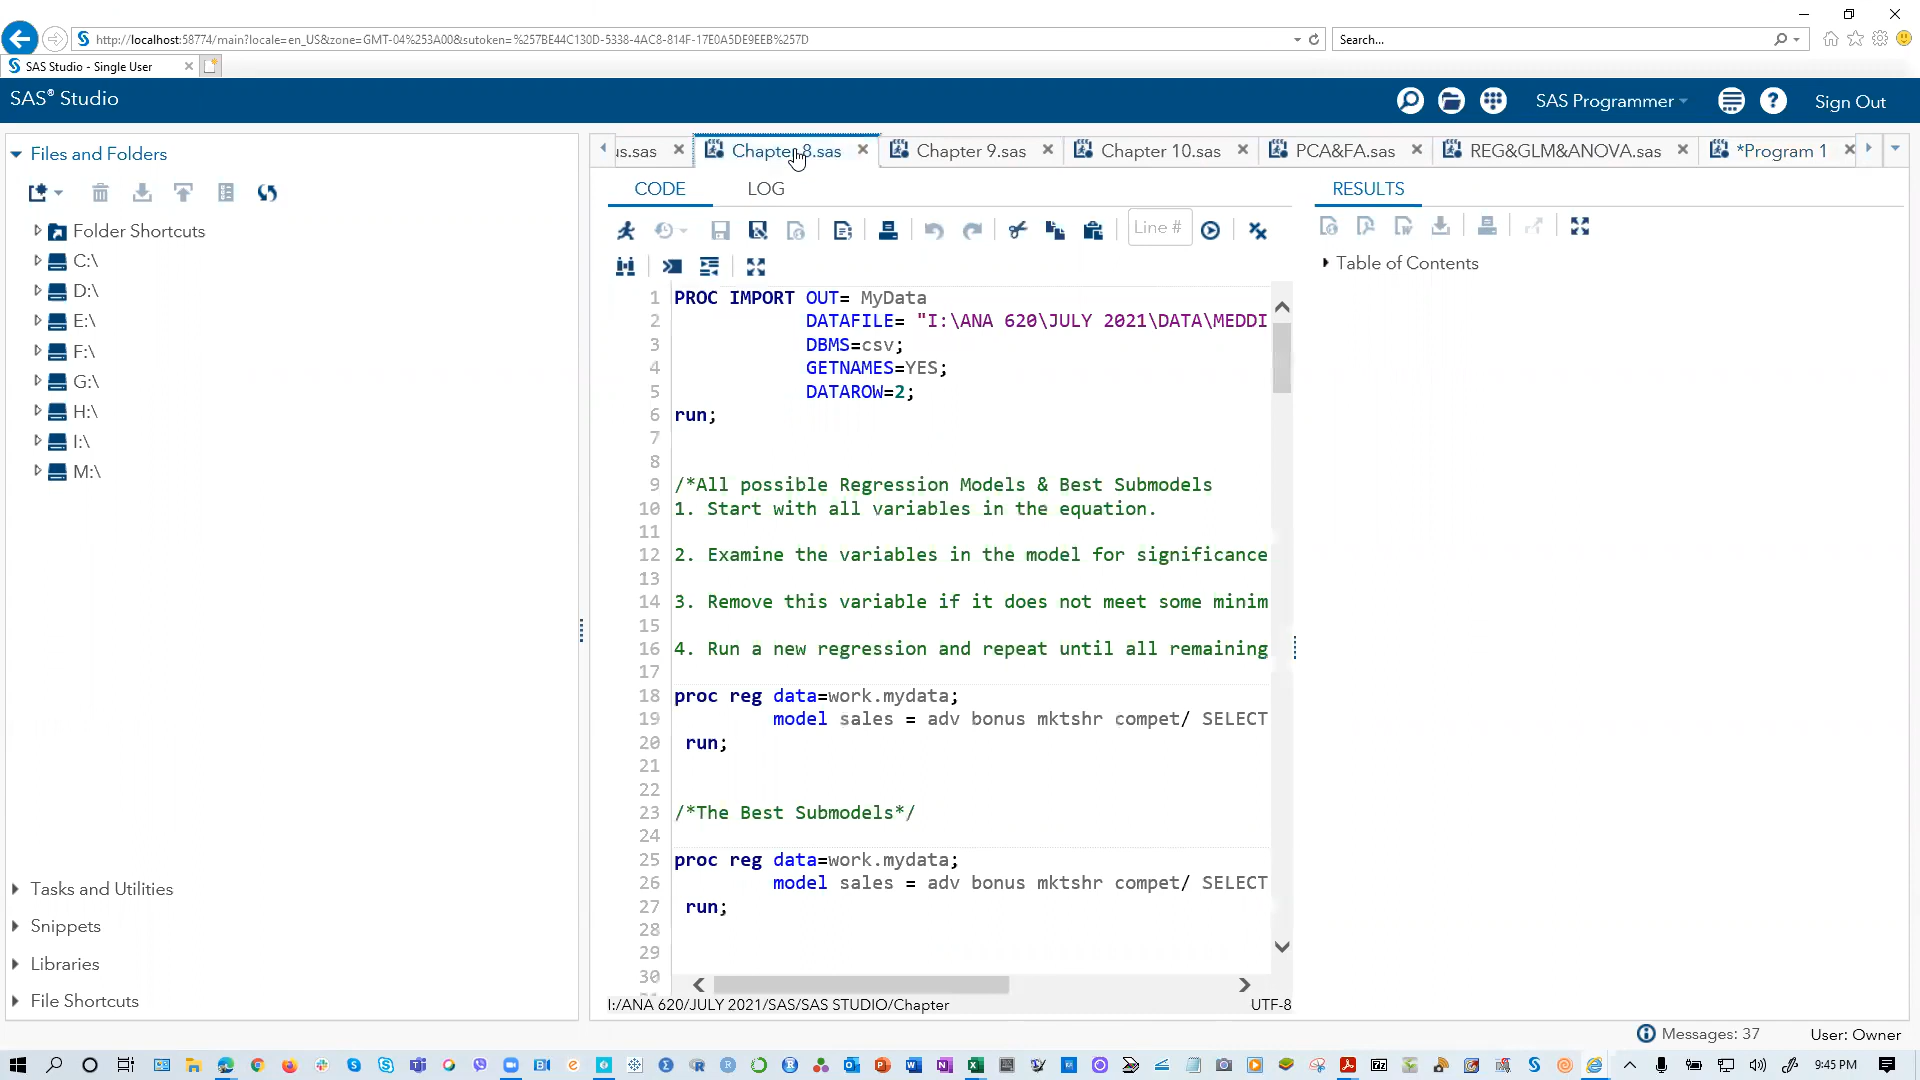 http://localhost:58774/main?locale=en_US&zone=GMT-04%253A00&sutoken=%257BE44C130D-5338-4AC8-814F-17E0A5DE9EEB%257D
Search...
SAS Studio - Single User
SAS® Studio
SAS Programmer
Sign Out
Files and Folders
us.sas
Chapter 8.sas
Chapter 9.sas
Chapter 10.sas
PCA&FA.sas
REG&GLM&ANOVA.sas
*Program 1
CODE
LOG
RESULTS
Line #
Table of Contents
Folder Shortcuts
C:\
D:\
E:\
F:\
G:\
H:\
I:\
M:\
Tasks and Utilities
Snippets
Libraries
File Shortcuts
1 PROC IMPORT OUT= MyData
2 DATAFILE= "I:\ANA 620\JULY 2021\DATA\MEDDI
3 DBMS=csv;
4 GETNAMES=YES;
5 DATAROW=2;
6 run;
7
8
9 /*All possible Regression Models & Best Submodels
10 1. Start with all variables in the equation.
11
12 2. Examine the variables in the model for significance
13
14 3. Remove this variable if it does not meet some minim
15
16 4. Run a new regression and repeat until all remaining
17
18 proc reg data=work.mydata;
19 model sales = adv bonus mktshr compet/ SELECT
20 run;
21
22
23 /*The Best Submodels*/
24
25 proc reg data=work.mydata;
26 model sales = adv bonus mktshr compet/ SELECT
27 run;
28
29
30
I:/ANA 620/JULY 2021/SAS/SAS STUDIO/Chapter
UTF-8
Messages: 37
User: Owner
9:45 PM